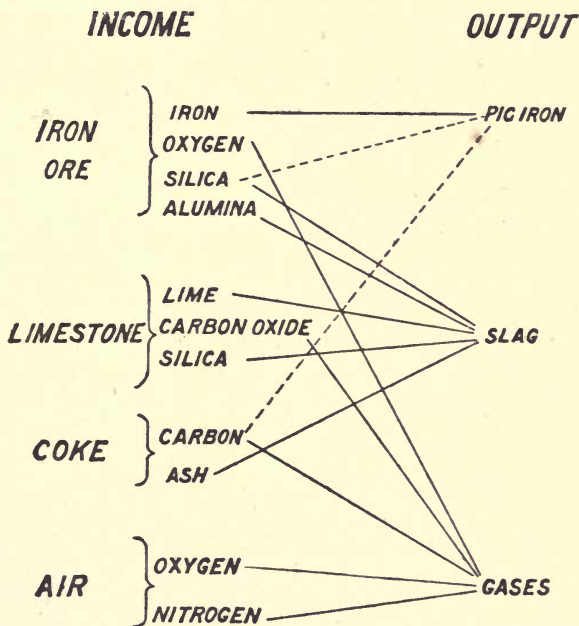 INCOME OUTPUT
IRON ORE
IRON
OXYGEN
SILICA
ALUMINA
PIG IRON
LIMESTONE
LIME
CARBON OXIDE
SILICA
SLAG
COKE
CARBON
ASH
AIR
OXYGEN
NITROGEN
GASES